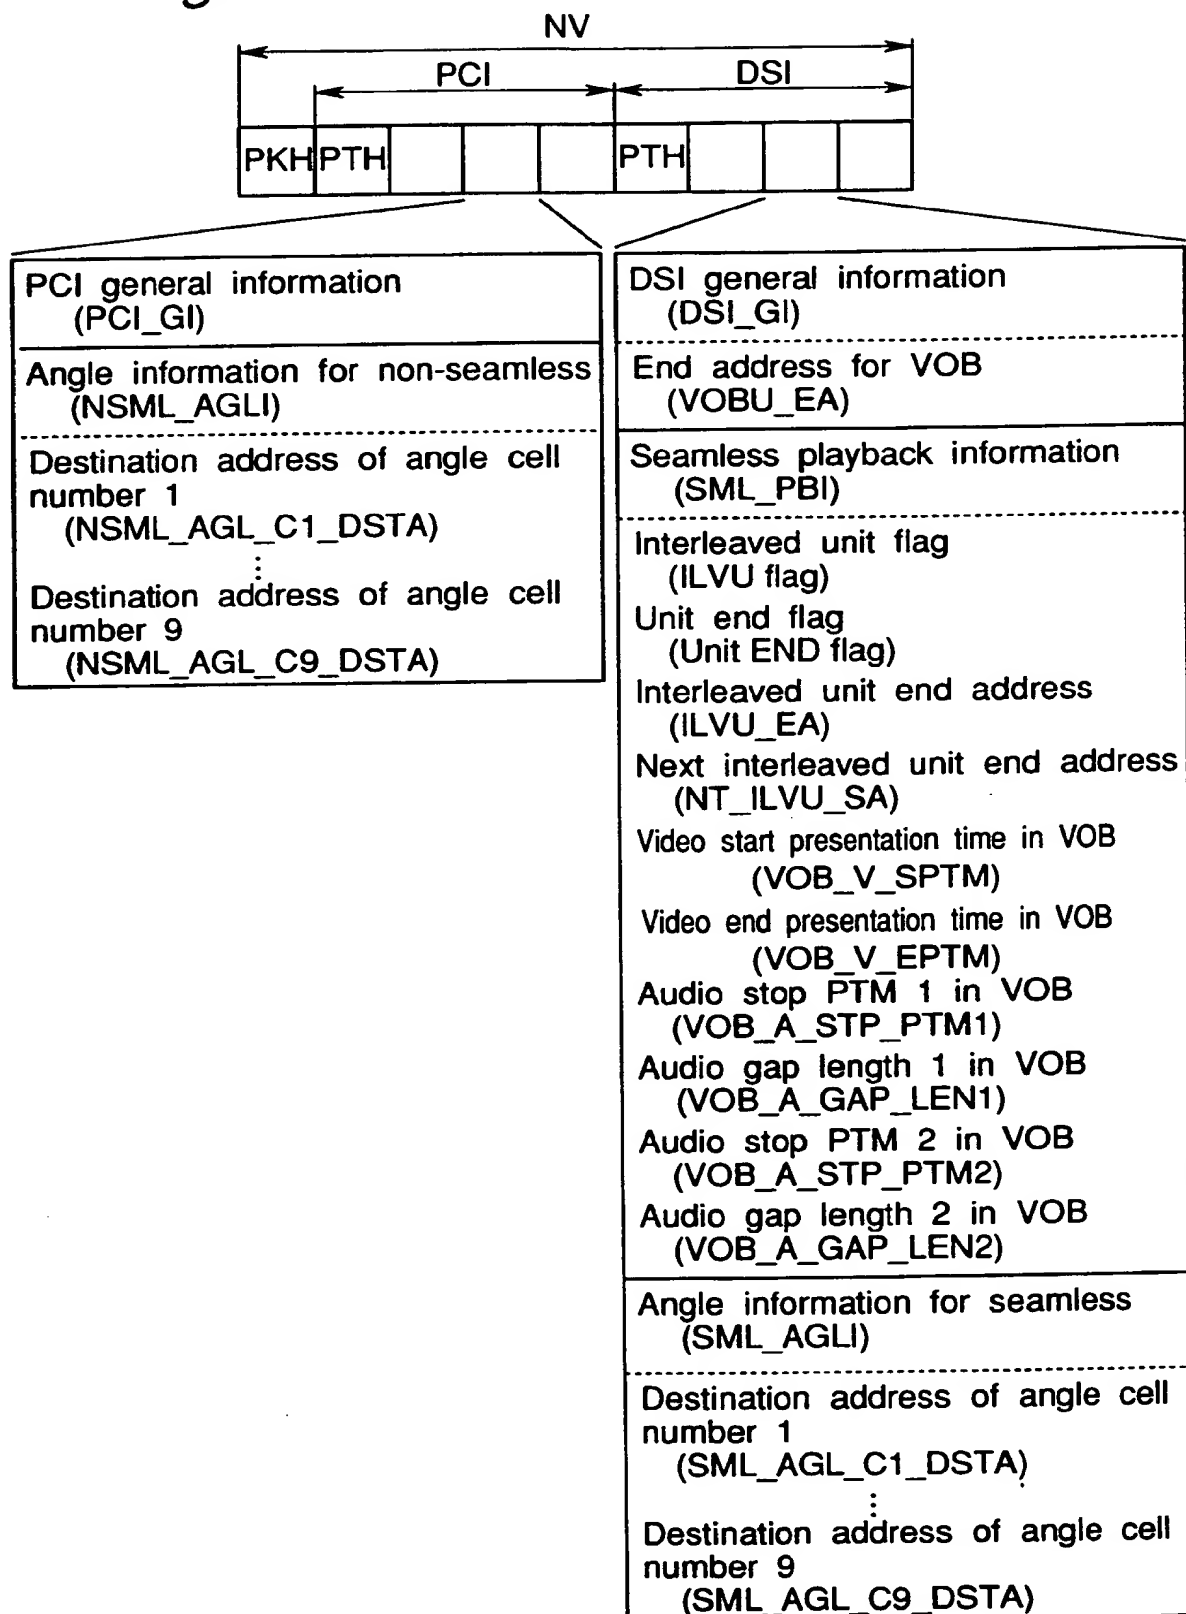 NV
PCI
DSI
PKH PTH PTH
PCI general information
(PCI_GI)
Angle information for non-seamless
(NSML_AGLI)
Destination address of angle cell
number 1
(NSML_AGL_C1_DSTA)
⋮
Destination address of angle cell
number 9
(NSML_AGL_C9_DSTA)
DSI general information
(DSI_GI)
End address for VOB
(VOBU_EA)
Seamless playback information
(SML_PBI)
Interleaved unit flag
(ILVU flag)
Unit end flag
(Unit END flag)
Interleaved unit end address
(ILVU_EA)
Next interleaved unit end address
(NT_ILVU_SA)
Video start presentation time in VOB
(VOB_V_SPTM)
Video end presentation time in VOB
(VOB_V_EPTM)
Audio stop PTM 1 in VOB
(VOB_A_STP_PTM1)
Audio gap length 1 in VOB
(VOB_A_GAP_LEN1)
Audio stop PTM 2 in VOB
(VOB_A_STP_PTM2)
Audio gap length 2 in VOB
(VOB_A_GAP_LEN2)
Angle information for seamless
(SML_AGLI)
Destination address of angle cell
number 1
(SML_AGL_C1_DSTA)
⋮
Destination address of angle cell
number 9
(SML_AGL_C9_DSTA)